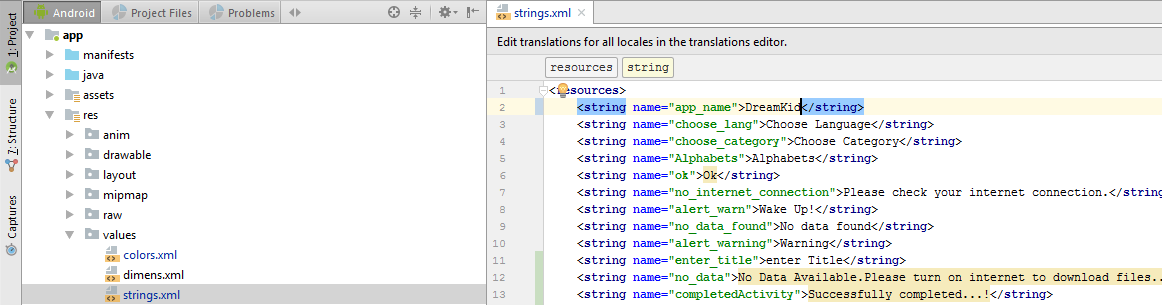 Android Project Files Problems
strings.xml
1: Project
7: Structure
Captures
app
manifests
java
assets
res
anim
drawable
layout
mipmap
raw
values
colors.xml
dimens.xml
strings.xml
Edit translations for all locales in the translations editor.
resources string
1 <resources>
2 <string name="app_name">DreamKid</string>
3 <string name="choose_lang">Choose Language</string>
4 <string name="choose_category">Choose Category</string>
5 <string name="Alphabets">Alphabets</string>
6 <string name="ok">Ok</string>
7 <string name="no_internet_connection">Please check your internet connection.</string
8 <string name="alert_warn">Wake Up!</string>
9 <string name="no_data_found">No data found</string>
10 <string name="alert_warning">Warning</string>
11 <string name="enter_title">enter Title</string>
12 <string name="no_data">No Data Available.Please turn on internet to download files..
13 <string name="completedActivity">Successfully completed...!</string>